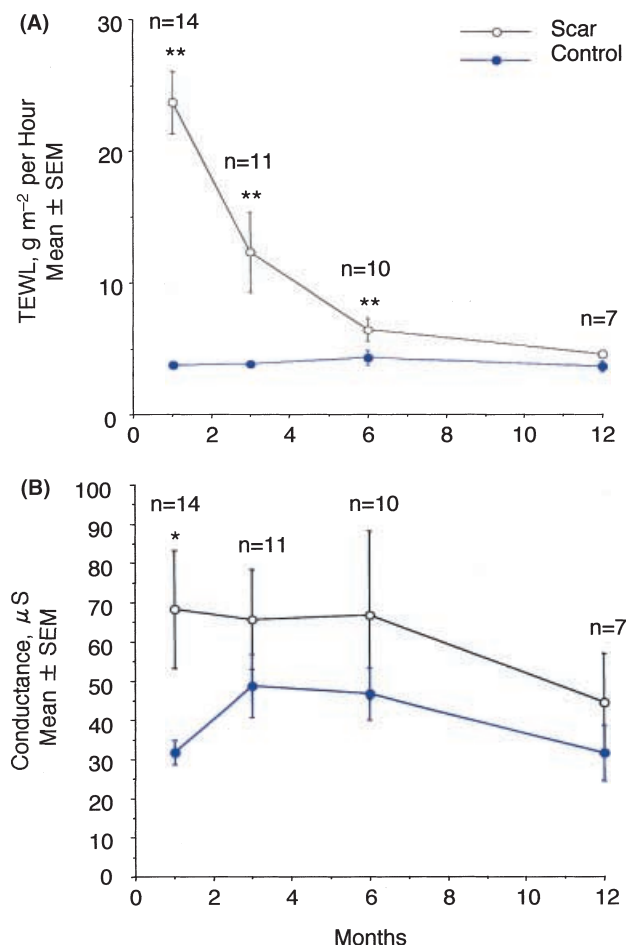 (A)
30
n=14
**
Scar
Control
20
n=11
**
TEWL, g m⁻² per Hour
Mean ± SEM
n=10
**
10
n=7
0
0 2 4 6 8 10 12
(B)
100
n=14
n=10
90
*
n=11
80
70
n=7
60
Conductance, μS
Mean ± SEM
50
40
30
20
10
0
0 2 4 6 8 10 12
Months